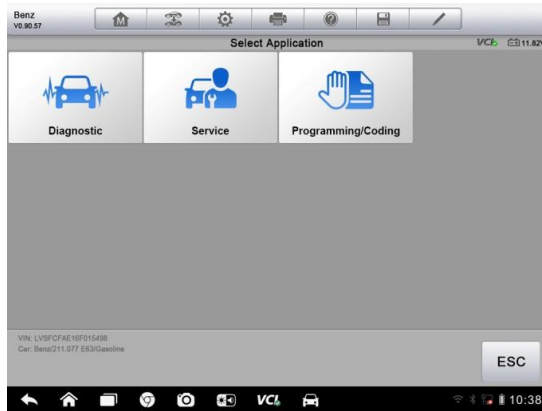 Benz
V0.90.57
Select Application
VCI
11.82V
Diagnostic
Service
Programming/Coding
VIN: LVSFCFAE16F015498
Car: Benz/211.077 E63/Gasoline
ESC
VCI
10:38